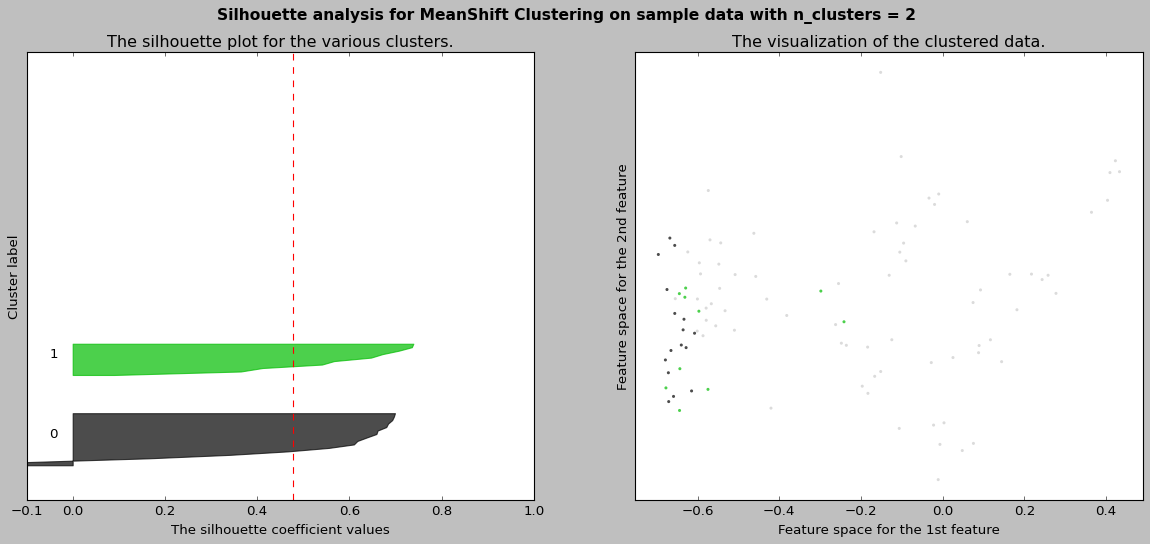 Silhouette analysis for MeanShift Clustering on sample data with n_clusters = 2
The silhouette plot for the various clusters.
Cluster label
1
0
−0.1 0.0 0.2 0.4 0.6 0.8 1.0
The silhouette coefficient values
The visualization of the clustered data.
Feature space for the 2nd feature
−0.6 −0.4 −0.2 0.0 0.2 0.4
Feature space for the 1st feature